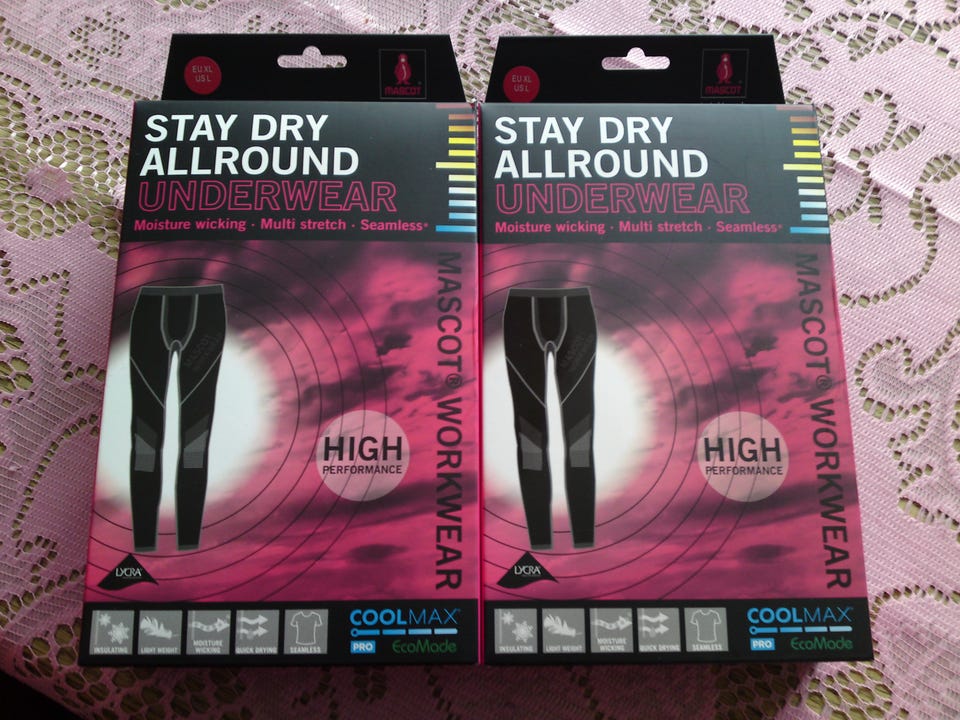 EU XL
US L
MASCOT
STAY DRY
ALLROUND
UNDERWEAR
Moisture wicking · Multi stretch · Seamless®
MASCOT® WORKWEAR
HIGH
PERFORMANCE
LYCRA
INSULATING
LIGHT WEIGHT
MOISTURE
WICKING
QUICK DRYING
SEAMLESS
COOLMAX®
PRO
EcoMade
EU XL
US L
MASCOT
STAY DRY
ALLROUND
UNDERWEAR
Moisture wicking · Multi stretch · Seamless®
MASCOT® WORKWEAR
HIGH
PERFORMANCE
LYCRA
INSULATING
LIGHT WEIGHT
MOISTURE
WICKING
QUICK DRYING
SEAMLESS
COOLMAX®
PRO
EcoMade